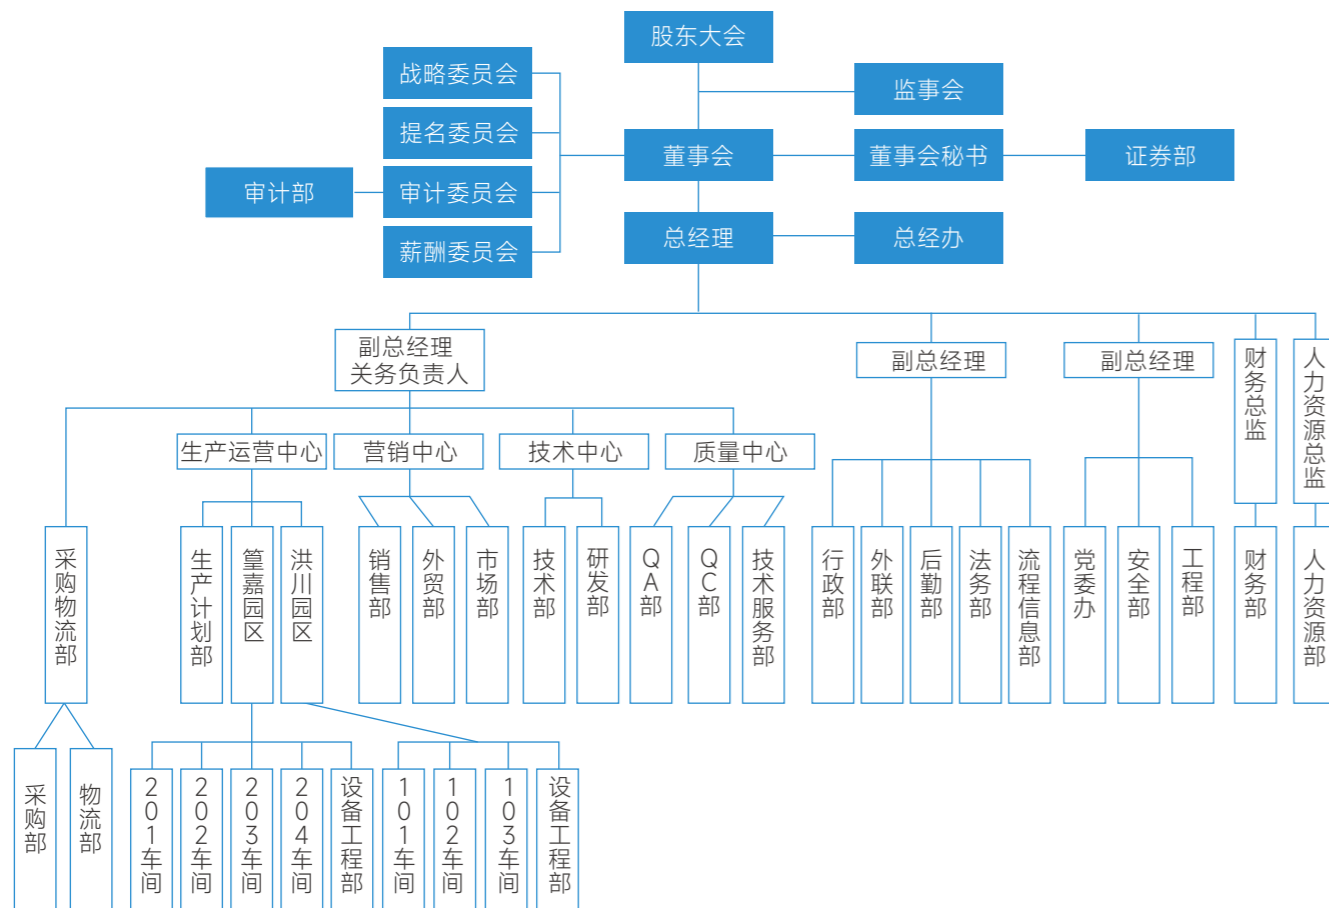 股东大会
战略委员会
监事会
提名委员会
董事会
董事会秘书
证券部
审计部
审计委员会
总经理
总经办
薪酬委员会
副总经理
关务负责人
副总经理
副总经理
财务总监
人力资源总监
生产运营中心
营销中心
技术中心
质量中心
采购物流部
生产计划部
篁嘉园区
洪川园区
销售部
外贸部
市场部
技术部
研发部
QA部
QC部
技术服务部
行政部
外联部
后勤部
法务部
流程信息部
党委办
安全部
工程部
财务部
人力资源部
采购部
物流部
201车间
202车间
203车间
204车间
设备工程部
101车间
102车间
103车间
设备工程部